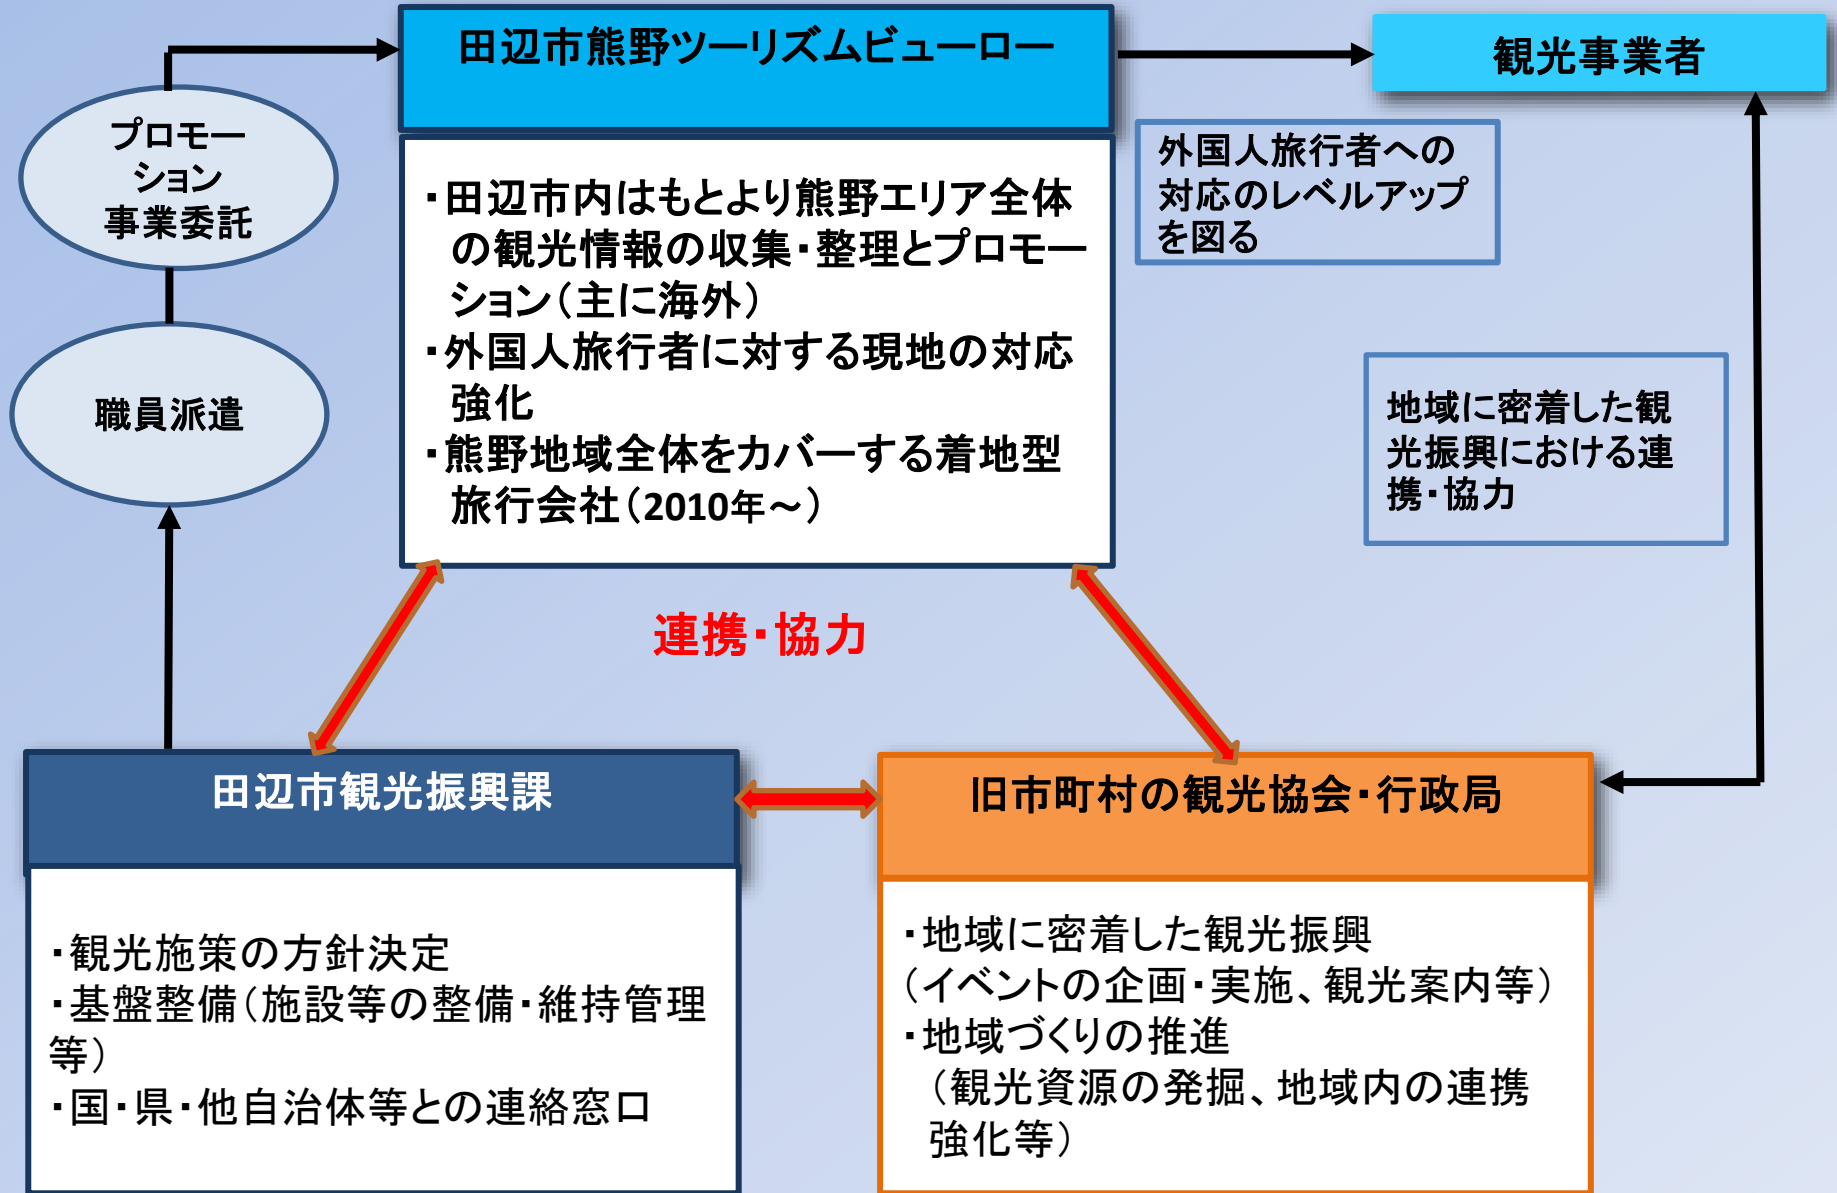 田辺市熊野ツーリズムビューロー
観光事業者
プロモー
ション
事業委託
職員派遣
・田辺市内はもとより熊野エリア全体
の観光情報の収集・整理とプロモー
ション（主に海外）
・外国人旅行者に対する現地の対応
強化
・熊野地域全体をカバーする着地型
旅行会社（2010年～）
外国人旅行者への
対応のレベルアップ
を図る
地域に密着した観
光振興における連
携・協力
連携・協力
田辺市観光振興課
・観光施策の方針決定
・基盤整備（施設等の整備・維持管理
等）
・国・県・他自治体等との連絡窓口
旧市町村の観光協会・行政局
・地域に密着した観光振興
（イベントの企画・実施、観光案内等）
・地域づくりの推進
（観光資源の発掘、地域内の連携
強化等）